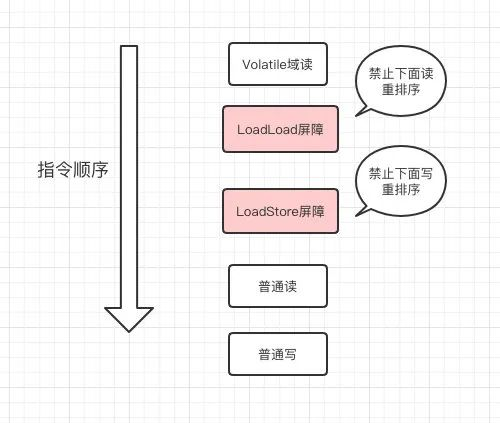 Volatile域读
禁止下面读
重排序
LoadLoad屏障
禁止下面写
重排序
指令顺序
LoadStore屏障
普通读
普通写